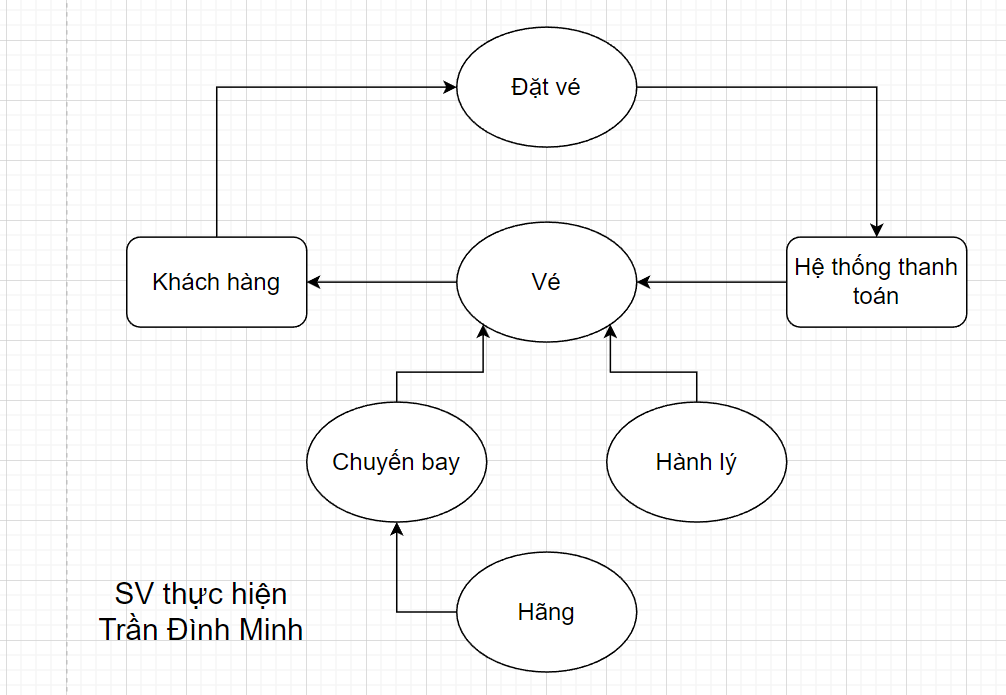 Đặt vé
Khách hàng
Vé
Hệ thống thanh
toán
Chuyến bay
Hành lý
Hãng
SV thực hiện
Trần Đình Minh